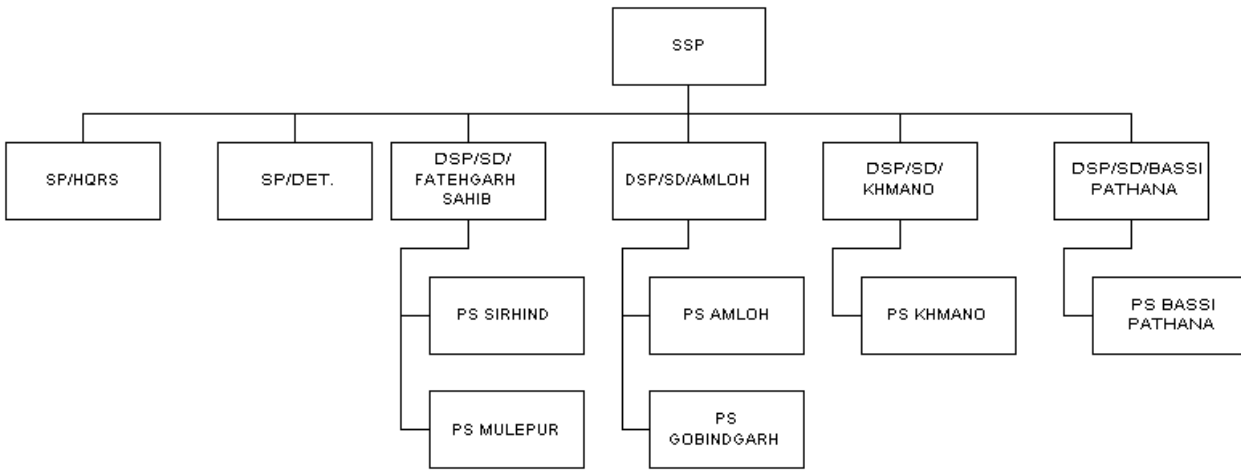 SSP
SP/HQRS
SP/DET.
DSP/SD/
FATEHGARH
SAHIB
DSP/SD/AMLOH
DSP/SD/
KHMANO
DSP/SD/BASSI
PATHANA
PS SIRHIND
PS AMLOH
PS KHMANO
PS BASSI
PATHANA
PS MULEPUR
PS
GOBINDGARH